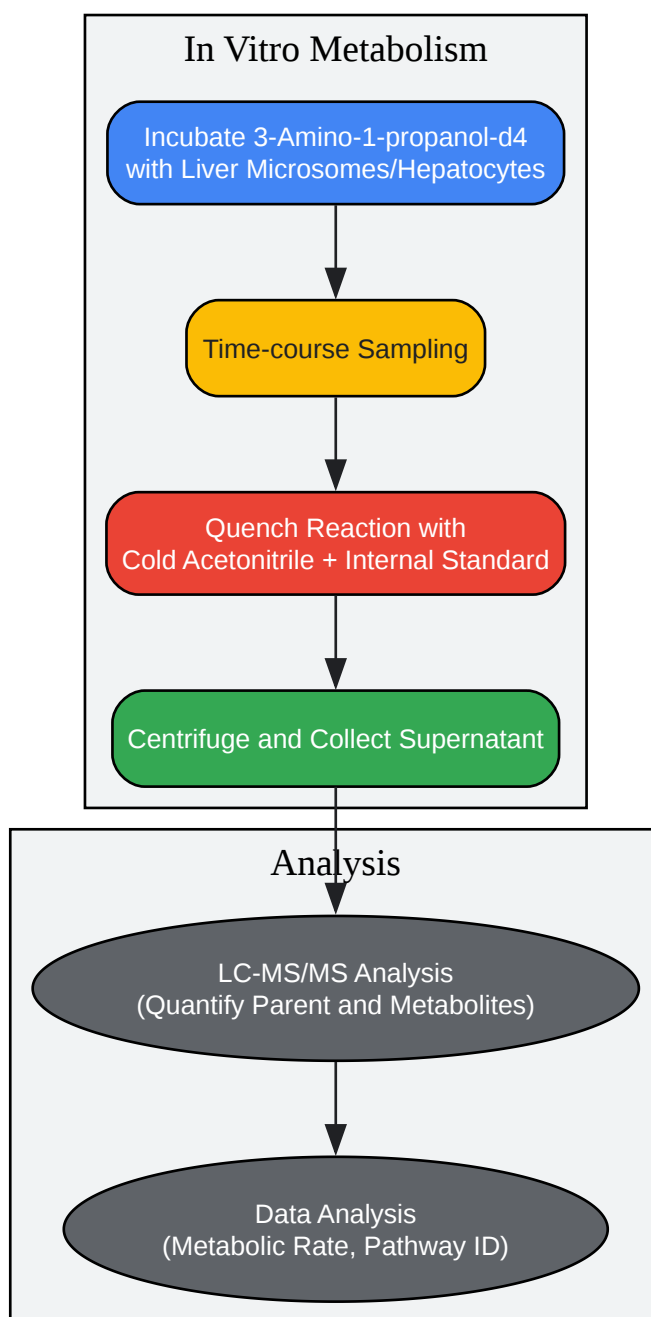 In Vitro Metabolism
Incubate 3-Amino-1-propanol-d4
with Liver Microsomes/Hepatocytes
Time-course Sampling
Quench Reaction with
Cold Acetonitrile + Internal Standard
Centrifuge and Collect Supernatant
Analysis
LC-MS/MS Analysis
(Quantify Parent and Metabolites)
Data Analysis
(Metabolic Rate, Pathway ID)